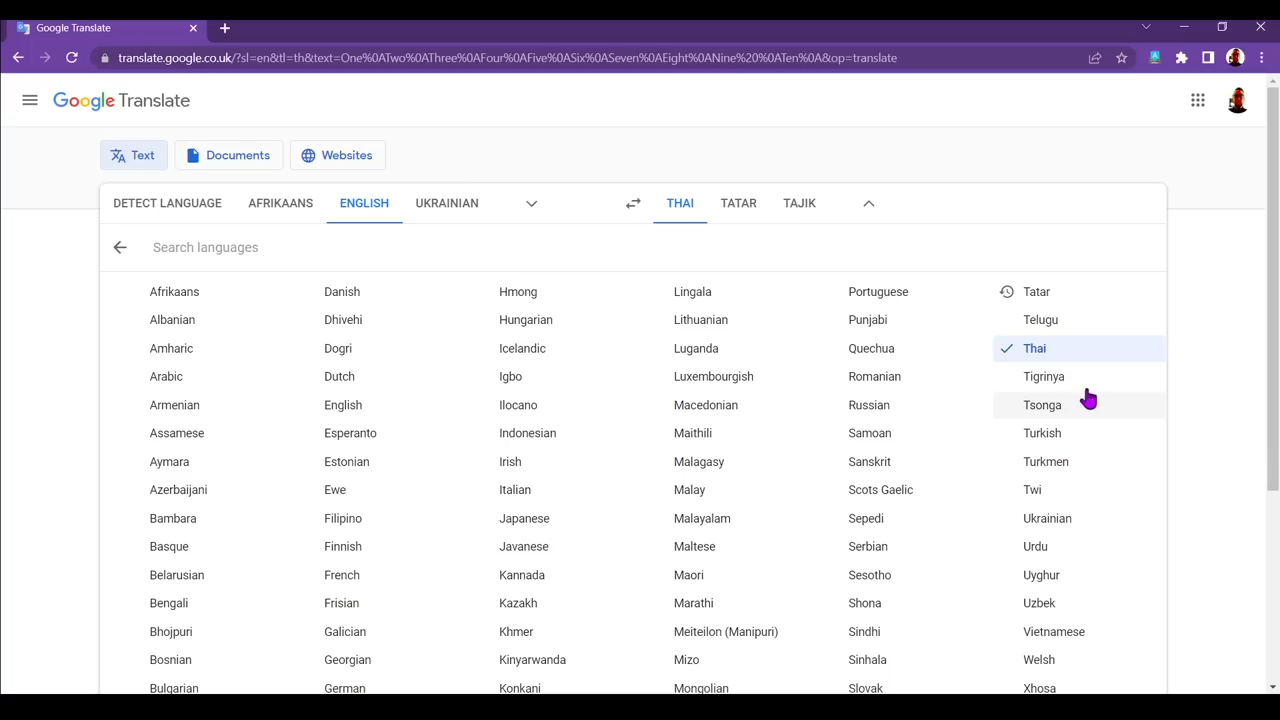 Google Translate
translate.google.co.uk/?sl=en&tl=th&text=One%0ATwo%0AThree%0AFour%0AFive%0ASix%0ASeven%0AEight%0ANine%20%0ATen%0A&op=translate
Google Translate
Text Documents Websites
DETECT LANGUAGE AFRIKAANS ENGLISH UKRAINIAN THAI TATAR TAJIK
Search languages
Afrikaans Danish Hmong Lingala Portuguese Tatar
Albanian Dhivehi Hungarian Lithuanian Punjabi Telugu
Amharic Dogri Icelandic Luganda Quechua Thai
Arabic Dutch Igbo Luxembourgish Romanian Tigrinya
Armenian English Ilocano Macedonian Russian Tsonga
Assamese Esperanto Indonesian Maithili Samoan Turkish
Aymara Estonian Irish Malagasy Sanskrit Turkmen
Azerbaijani Ewe Italian Malay Scots Gaelic Twi
Bambara Filipino Japanese Malayalam Sepedi Ukrainian
Basque Finnish Javanese Maltese Serbian Urdu
Belarusian French Kannada Maori Sesotho Uyghur
Bengali Frisian Kazakh Marathi Shona Uzbek
Bhojpuri Galician Khmer Meiteilon (Manipuri) Sindhi Vietnamese
Bosnian Georgian Kinyarwanda Mizo Sinhala Welsh
Bulgarian German Konkani Mongolian Slovak Xhosa